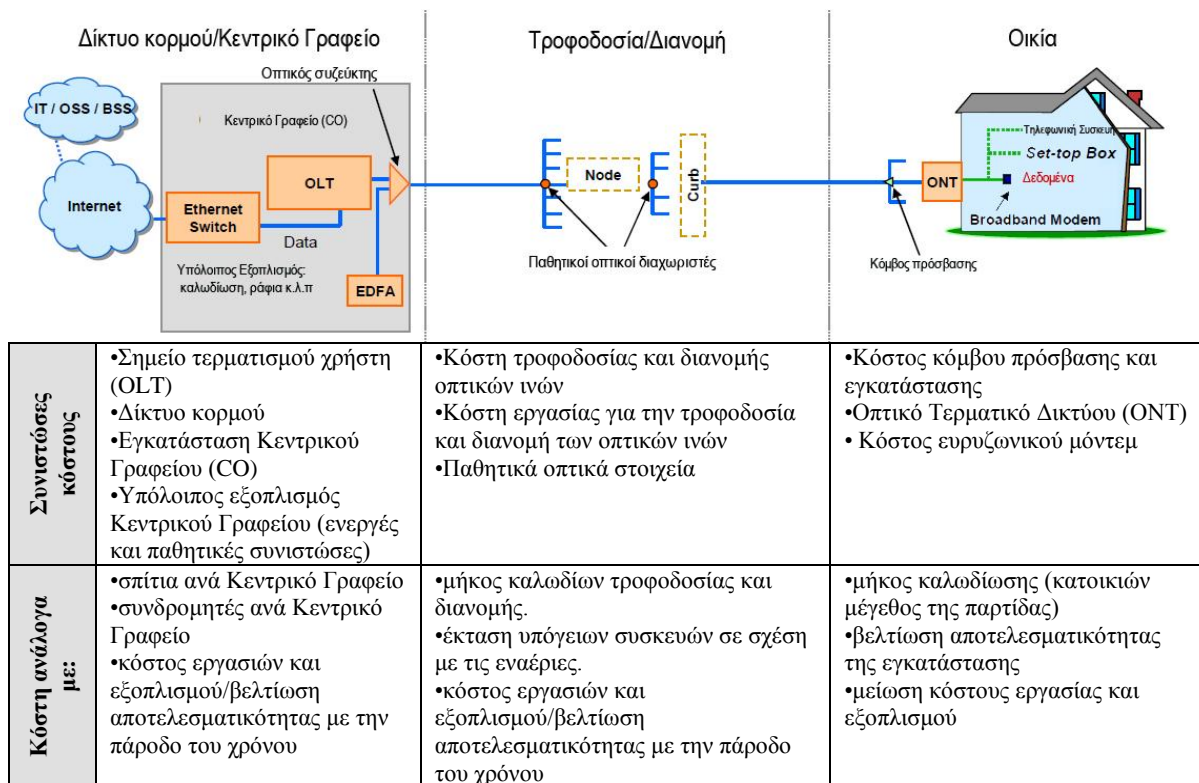 Δίκτυο κορμού/Κεντρικό Γραφείο
Τροφοδοσία/Διανομή
Οικία
Οπτικός συζεύκτης
IT / OSS / BSS
Κεντρικό Γραφείο (CO)
OLT
Internet
Ethernet
Switch
Data
Υπόλοιπος Εξοπλισμός:
καλωδίωση, ράφια κ.λ.π
EDFA
Node
Curb
Παθητικοί οπτικοί διαχωριστές
ONT
Τηλεφωνική Συσκευή
Set-top Box
Δεδομένα
Broadband Modem
Κόμβος πρόσβασης
Συνιστώσες
κόστους
•Σημείο τερματισμού χρήστη
(OLT)
•Δίκτυο κορμού
•Εγκατάσταση Κεντρικού
Γραφείου (CO)
•Υπόλοιπος εξοπλισμός
Κεντρικού Γραφείου (ενεργές
και παθητικές συνιστώσες)
•Κόστη τροφοδοσίας και διανομής
οπτικών ινών
•Κόστη εργασίας για την τροφοδοσία
και διανομή των οπτικών ινών
•Παθητικά οπτικά στοιχεία
•Κόστος κόμβου πρόσβασης και
εγκατάστασης
•Οπτικό Τερματικό Δικτύου (ONT)
• Κόστος ευρυζωνικού μόντεμ
Κόστη ανάλογα
με:
•σπίτια ανά Κεντρικό Γραφείο
•συνδρομητές ανά Κεντρικό
Γραφείο
•κόστος εργασιών και
εξοπλισμού/βελτίωση
αποτελεσματικότητας με την
πάροδο του χρόνου
•μήκος καλωδίων τροφοδοσίας και
διανομής.
•έκταση υπόγειων συσκευών σε σχέση
με τις εναέριες.
•κόστος εργασιών και
εξοπλισμού/βελτίωση
αποτελεσματικότητας με την πάροδο
του χρόνου
•μήκος καλωδίωσης (κατοικιών
μέγεθος της παρτίδας)
•βελτίωση αποτελεσματικότητας
της εγκατάστασης
•μείωση κόστους εργασίας και
εξοπλισμού